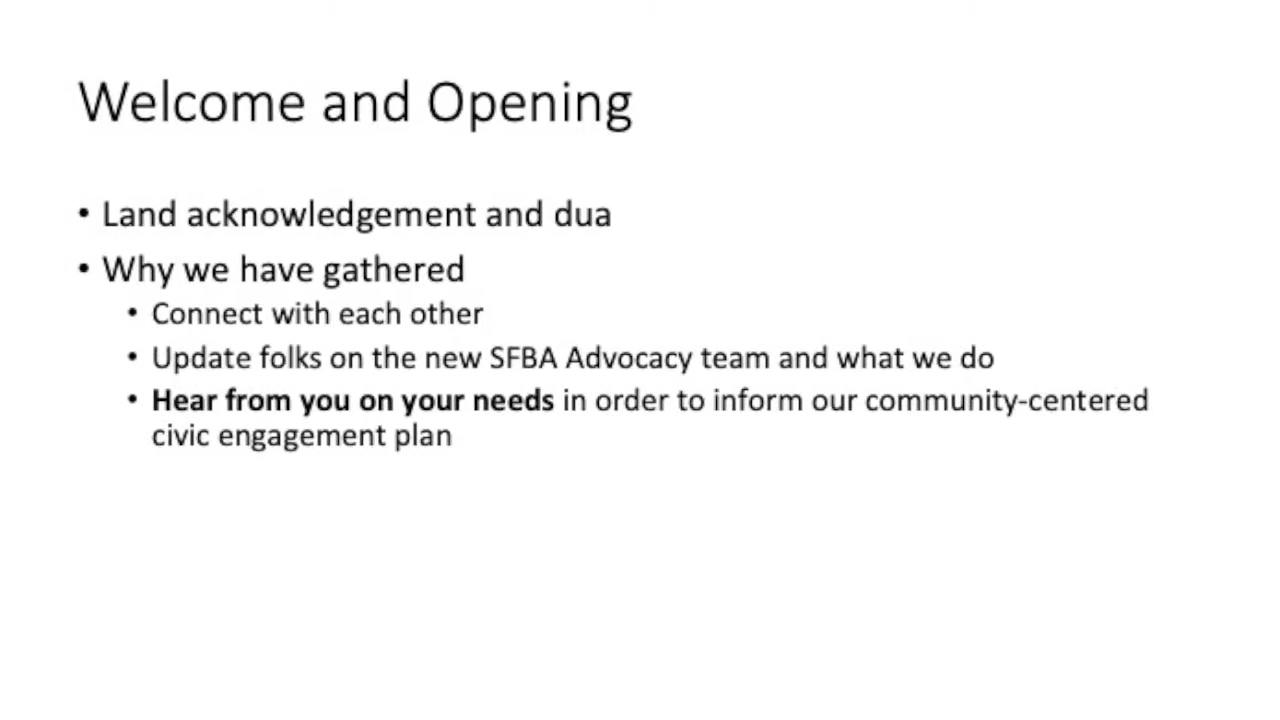 Welcome and Opening
• Land acknowledgement and dua
• Why we have gathered
• Connect with each other
• Update folks on the new SFBA Advocacy team and what we do
• Hear from you on your needs in order to inform our community-centered
civic engagement plan